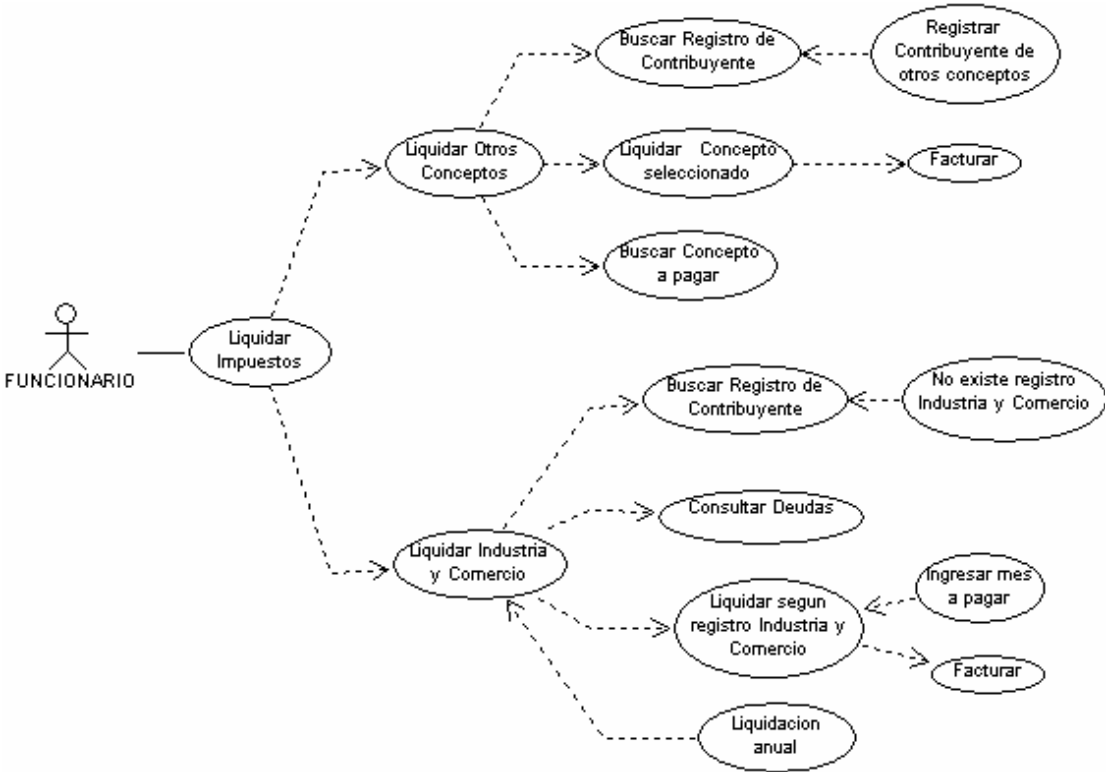 Buscar Registro de
Contribuyente
Registrar
Contribuyente de
otros conceptos
Liquidar Otros
Conceptos
Liquidar Concepto
seleccionado
Facturar
Buscar Concepto
a pagar
Liquidar
Impuestos
FUNCIONARIO
Buscar Registro de
Contribuyente
No existe registro
Industria y Comercio
Consultar Deudas
Liquidar Industria
y Comercio
Ingresar mes
a pagar
Liquidar segun
registro Industria y
Comercio
Facturar
Liquidacion
anual